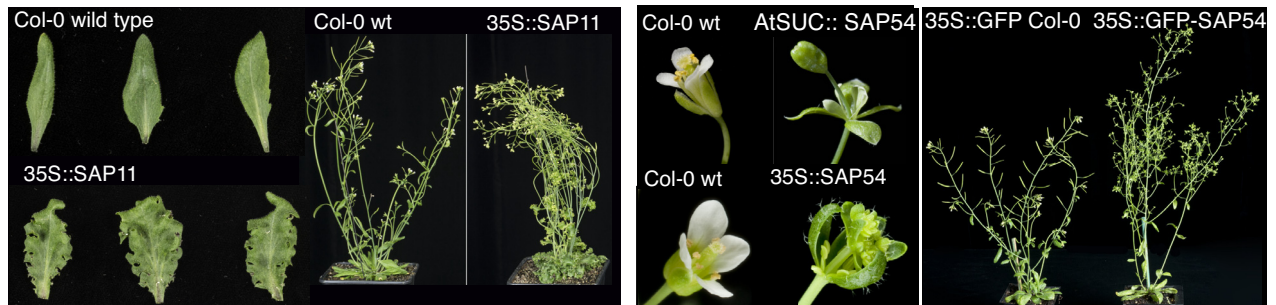 Col-0 wild type
35S::SAP11
Col-0 wt
35S::SAP11
Col-0 wt
AtSUC:: SAP54
Col-0 wt
35S::SAP54
35S::GFP Col-0
35S::GFP-SAP54